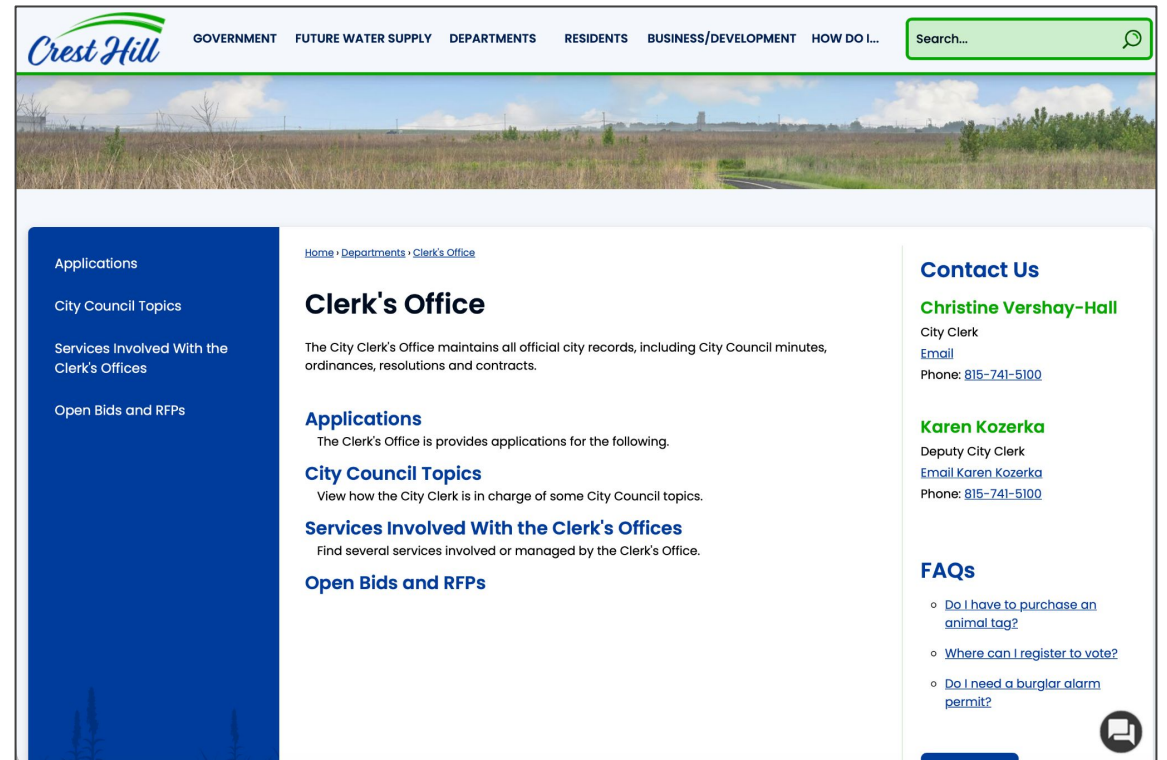 Crest Hill
GOVERNMENT FUTURE WATER SUPPLY DEPARTMENTS RESIDENTS BUSINESS/DEVELOPMENT HOW DO I...
Search...
Applications
City Council Topics
Services Involved With the
Clerk's Offices
Open Bids and RFPs
Home › Departments › Clerk's Office
Clerk's Office
The City Clerk's Office maintains all official city records, including City Council minutes,
ordinances, resolutions and contracts.
Applications
The Clerk's Office is provides applications for the following.
City Council Topics
View how the City Clerk is in charge of some City Council topics.
Services Involved With the Clerk's Offices
Find several services involved or managed by the Clerk's Office.
Open Bids and RFPs
Contact Us
Christine Vershay-Hall
City Clerk
Email
Phone: 815-741-5100
Karen Kozerka
Deputy City Clerk
Email Karen Kozerka
Phone: 815-741-5100
FAQs
Do I have to purchase an
animal tag?
Where can I register to vote?
Do I need a burglar alarm
permit?